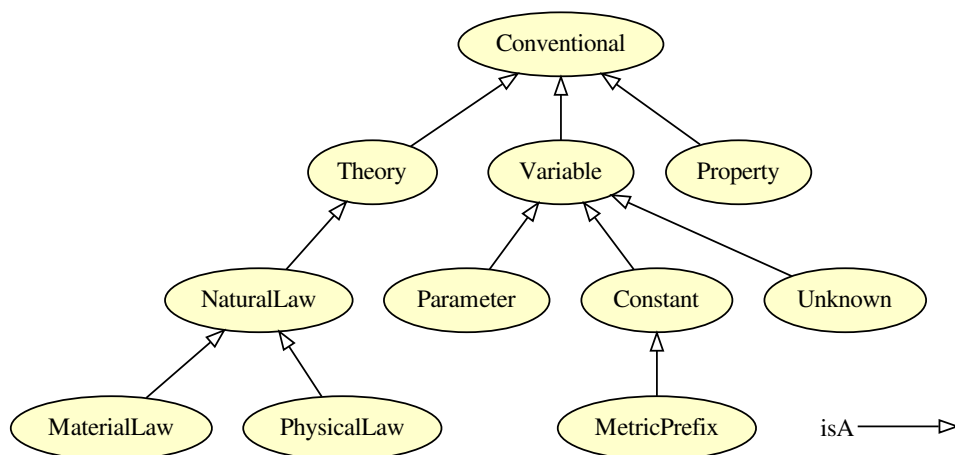 Conventional
Theory
Variable
Property
NaturalLaw
Parameter
Constant
Unknown
MaterialLaw
PhysicalLaw
MetricPrefix
isA